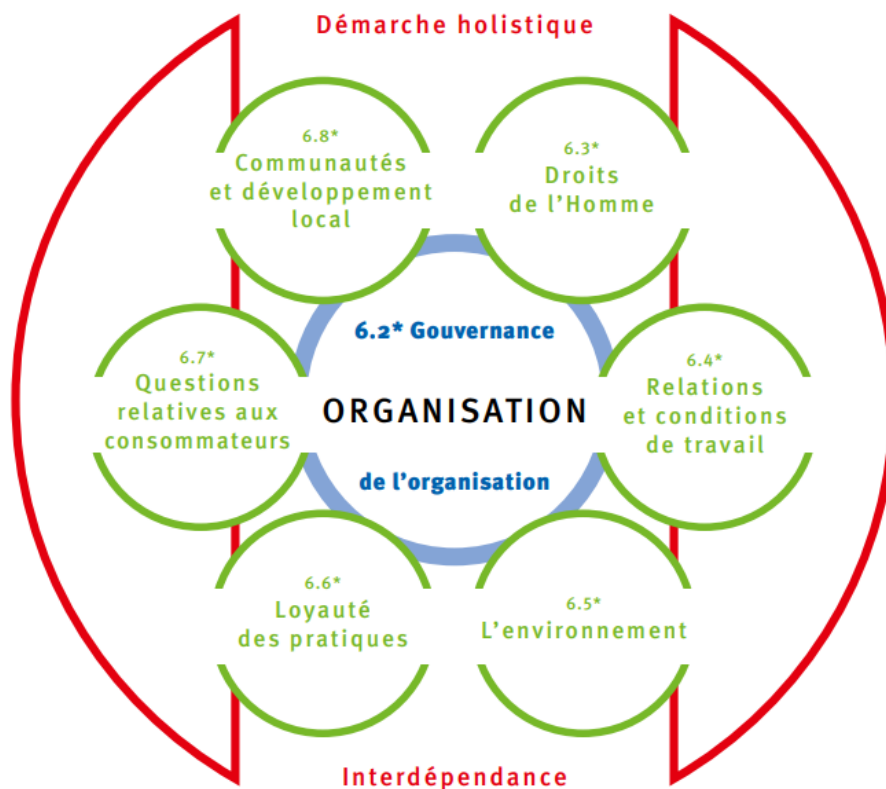 Démarche holistique
6.8*
Communautés
et développement
local
6.3*
Droits
de l'Homme
6.2* Gouvernance
ORGANISATION
de l'organisation
6.7*
Questions
relatives aux
consommateurs
6.4*
Relations
et conditions
de travail
6.6*
Loyauté
des pratiques
6.5*
L'environnement
Interdépendance